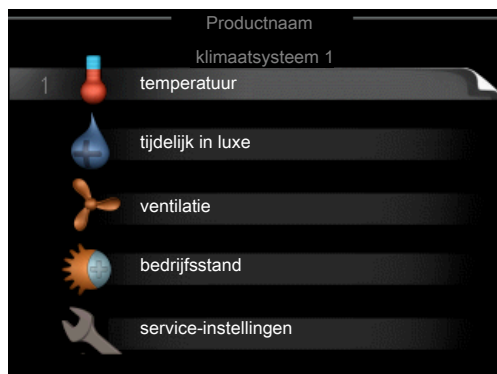 Productnaam
klimaatsysteem 1
1 temperatuur
tijdelijk in luxe
ventilatie
bedrijfsstand
service-instellingen